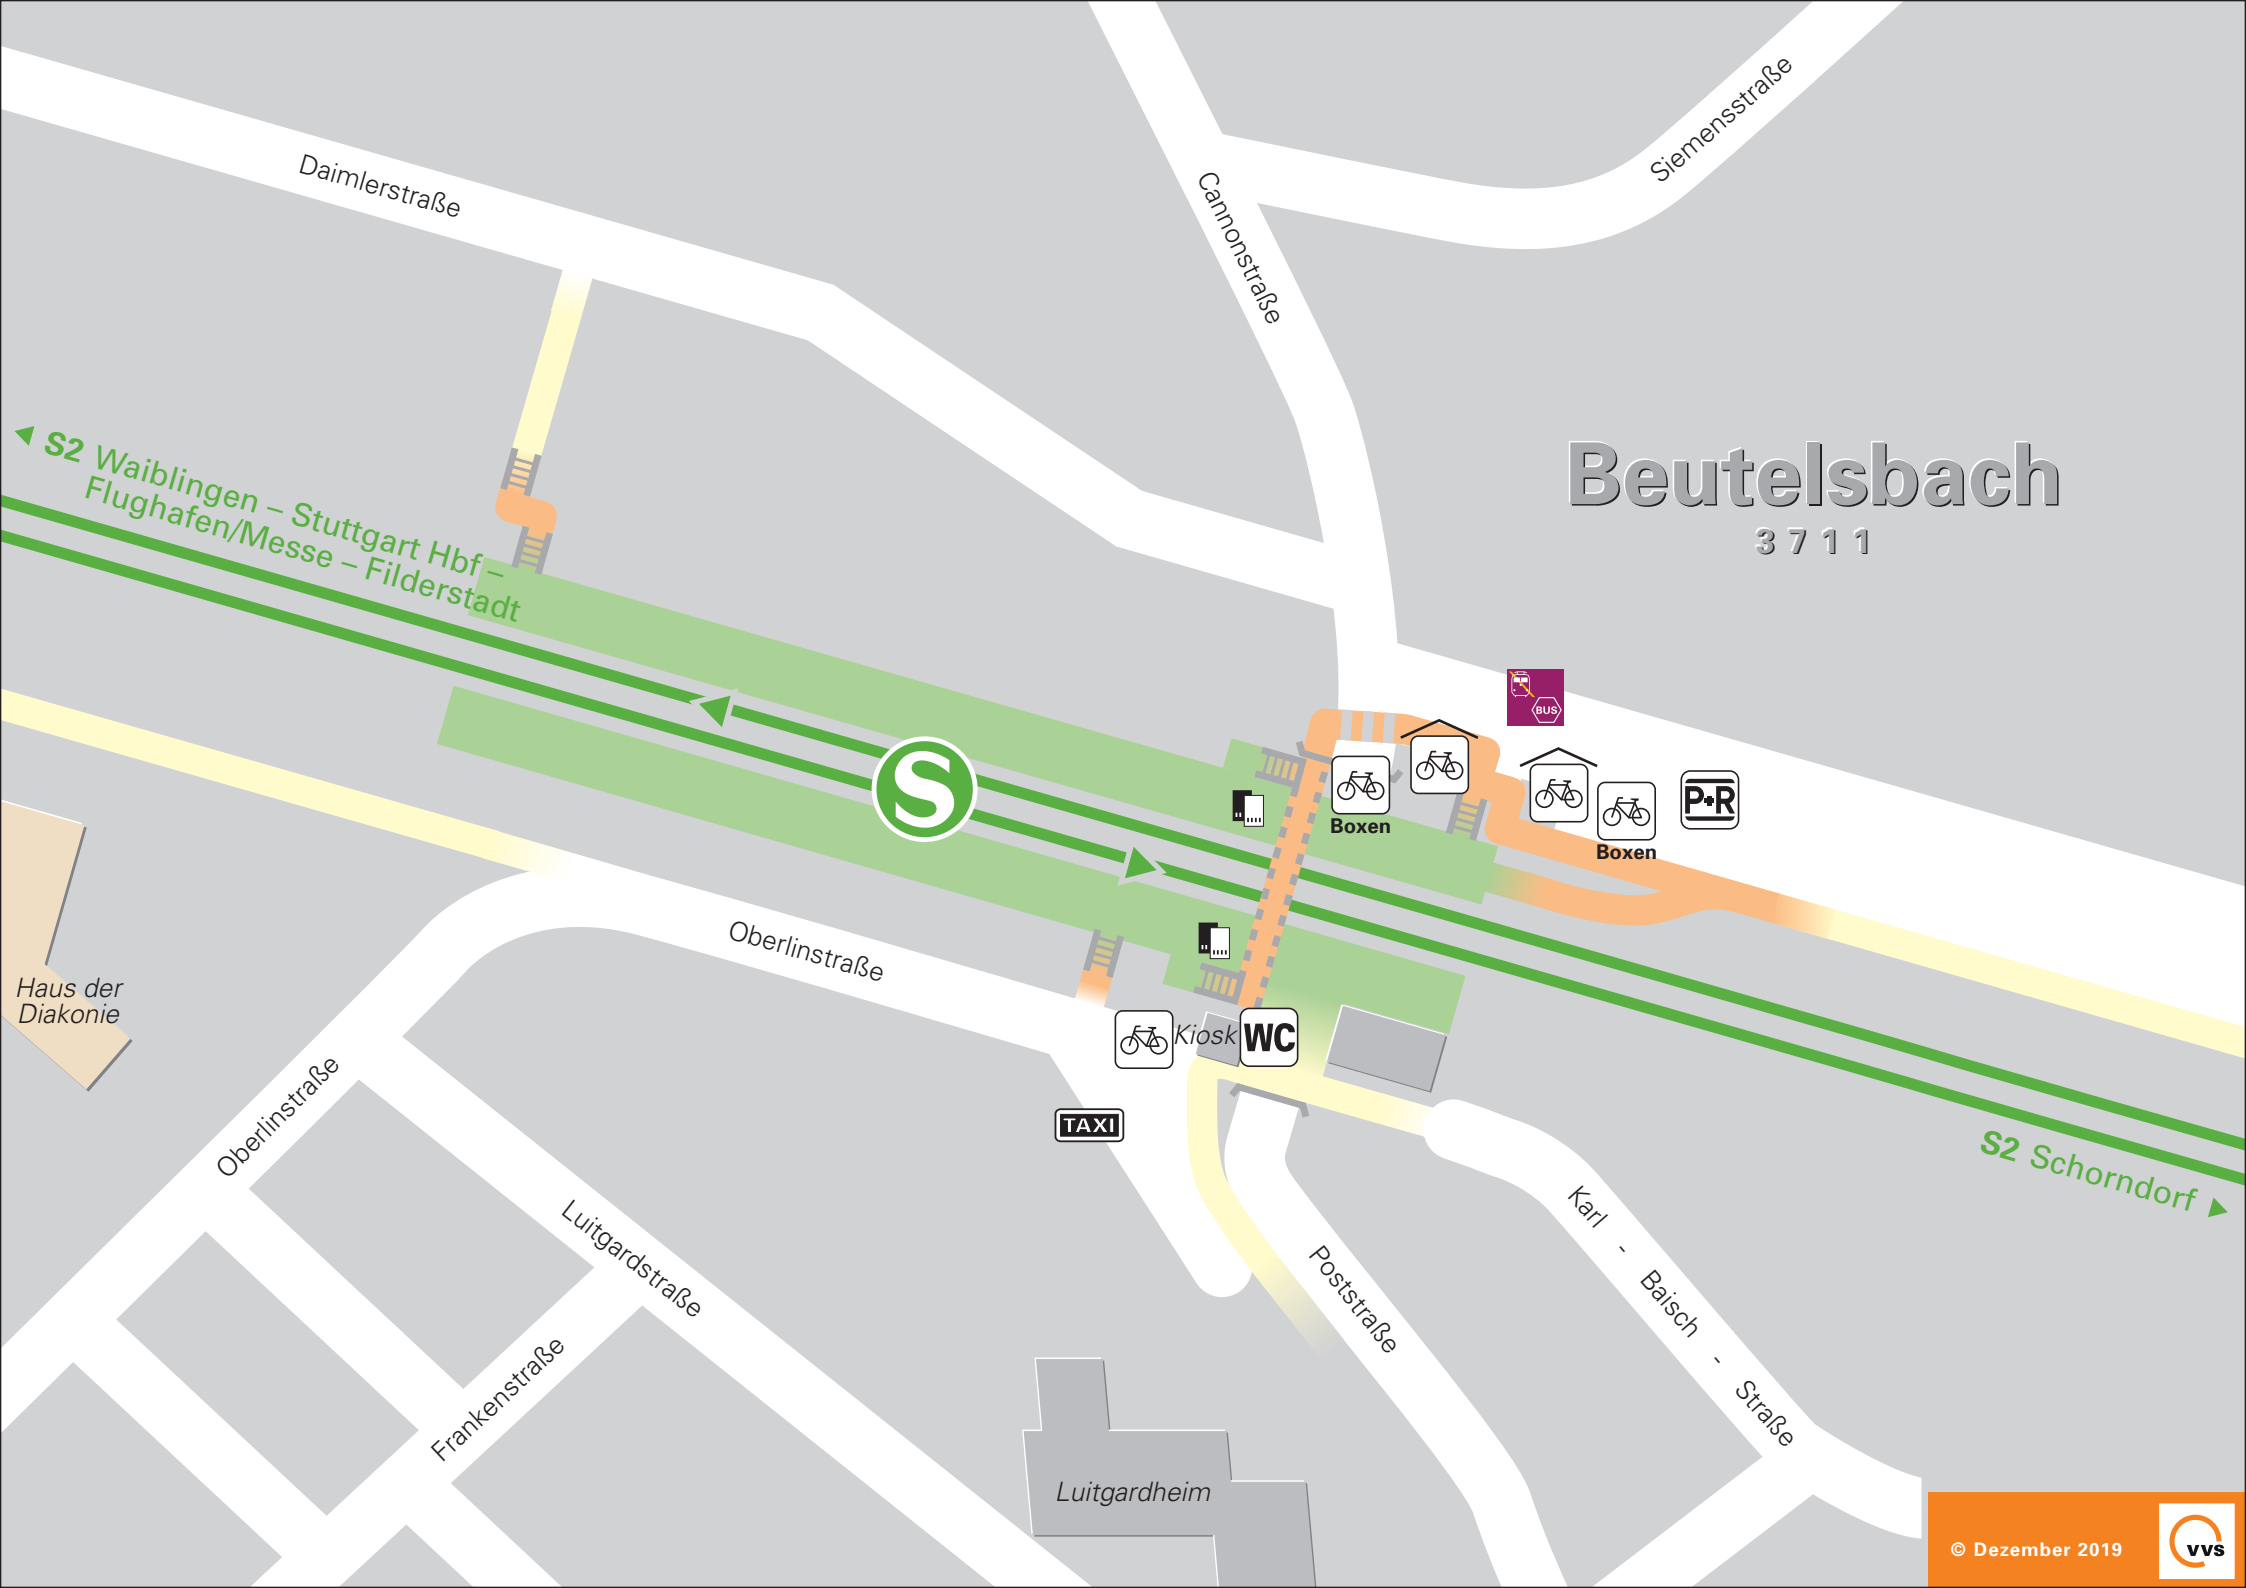 Siemensstraße
Daimlerstraße
Cannonstraße
Beutelsbach
3711
S2 Waiblingen – Stuttgart Hbf –
Flughafen/Messe – Filderstadt
BUS
S
Boxen
P+R
Boxen
Oberlinstraße
Haus der
Diakonie
Kiosk
WC
TAXI
Oberlinstraße
S2 Schorndorf
Luitgardstraße
Karl - Baisch - Straße
Poststraße
Frankenstraße
Luitgardheim
© Dezember 2019
vvs